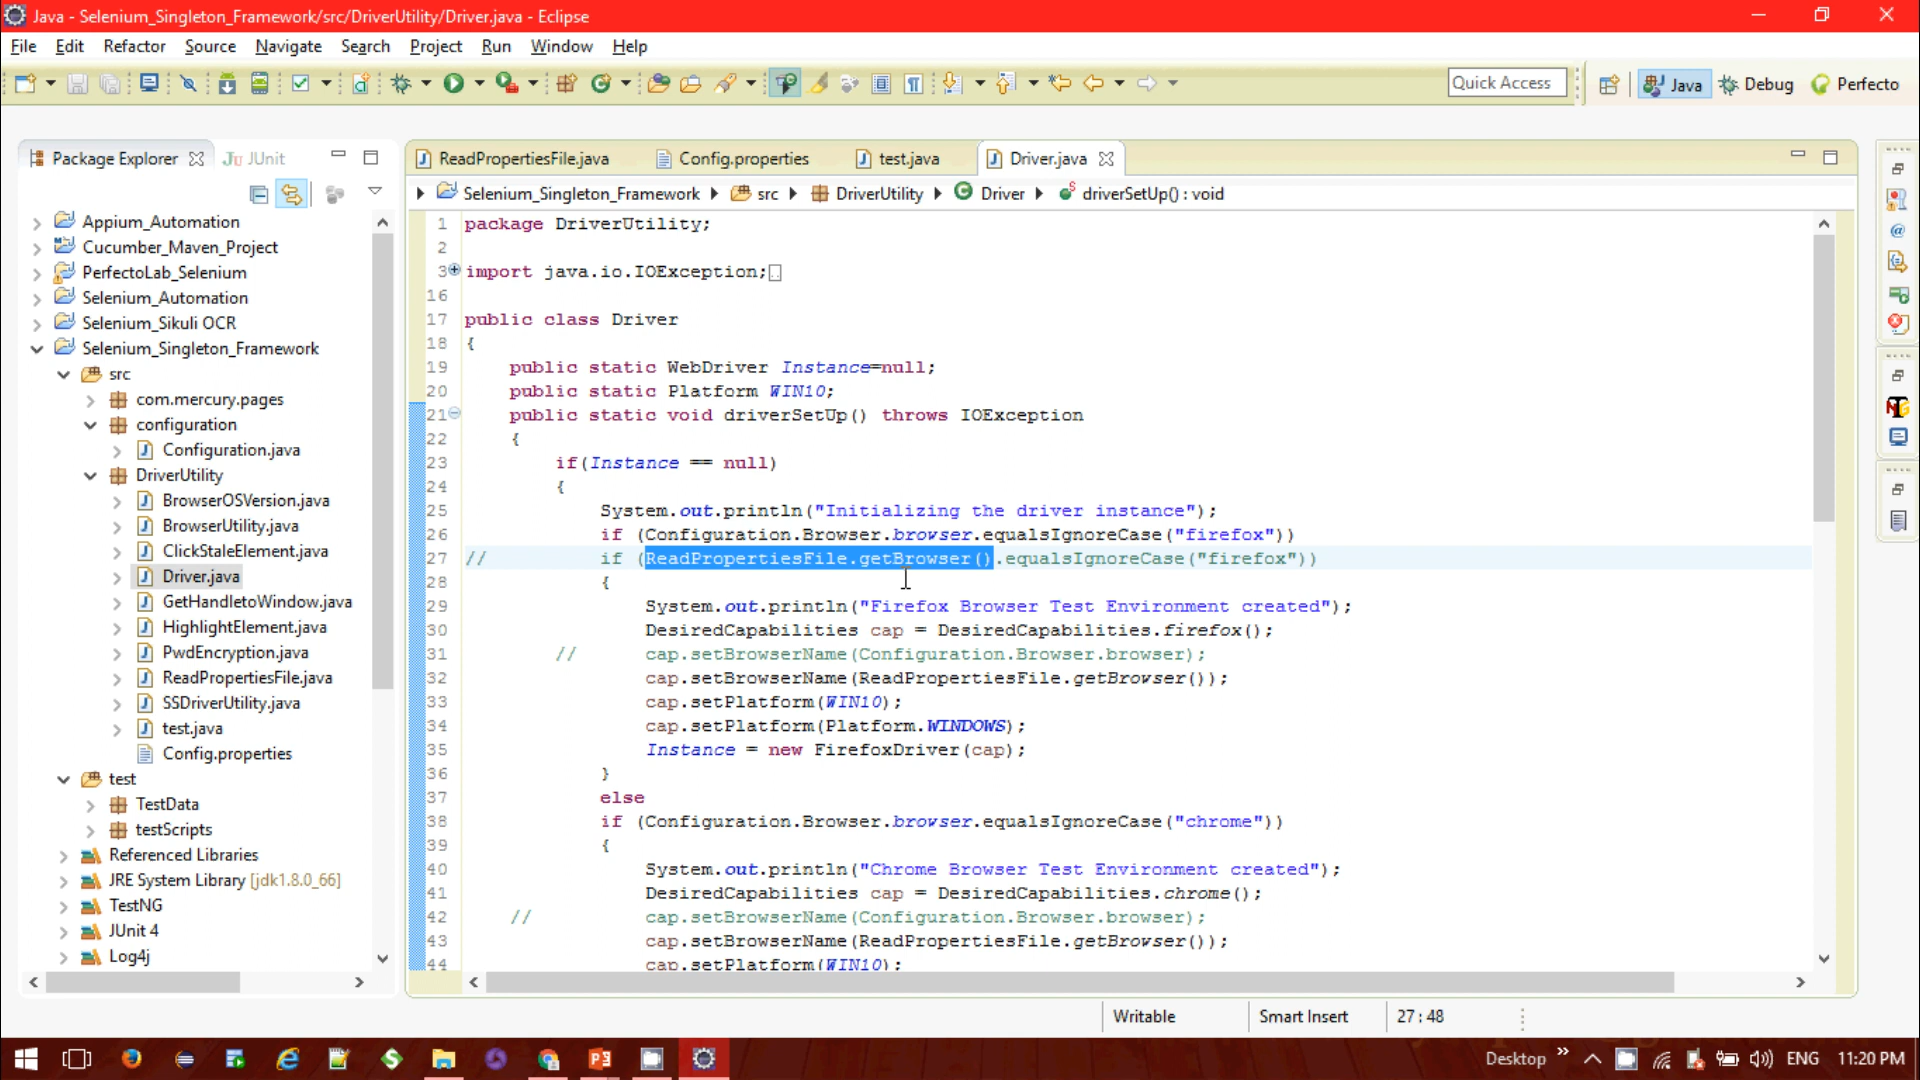 Java - Selenium_Singleton_Framework/src/DriverUtility/Driver.java - Eclipse
File Edit Refactor Source Navigate Search Project Run Window Help
Quick Access Java Debug Perfecto
Package Explorer JUnit
ReadPropertiesFile.java Config.properties test.java Driver.java
Selenium_Singleton_Framework src DriverUtility Driver driverSetUp() : void
Appium_Automation
Cucumber_Maven_Project
PerfectoLab_Selenium
Selenium_Automation
Selenium_Sikuli OCR
Selenium_Singleton_Framework
src
com.mercury.pages
configuration
Configuration.java
DriverUtility
BrowserOSVersion.java
BrowserUtility.java
ClickStaleElement.java
Driver.java
GetHandletoWindow.java
HighlightElement.java
PwdEncryption.java
ReadPropertiesFile.java
SSDriverUtility.java
test.java
Config.properties
test
TestData
testScripts
Referenced Libraries
JRE System Library [jdk1.8.0_66]
TestNG
JUnit 4
Log4j
1 package DriverUtility;
2
3 import java.io.IOException;
16
17 public class Driver
18 {
19 public static WebDriver Instance=null;
20 public static Platform WIN10;
21 public static void driverSetUp() throws IOException
22 {
23 if(Instance == null)
24 {
25 System.out.println("Initializing the driver instance");
26 if (Configuration.Browser.browser.equalsIgnoreCase("firefox"))
27 // if (ReadPropertiesFile.getBrowser().equalsIgnoreCase("firefox"))
28 {
29 System.out.println("Firefox Browser Test Environment created");
30 DesiredCapabilities cap = DesiredCapabilities.firefox();
31 // cap.setBrowserName(Configuration.Browser.browser);
32 cap.setBrowserName(ReadPropertiesFile.getBrowser());
33 cap.setPlatform(WIN10);
34 cap.setPlatform(Platform.WINDOWS);
35 Instance = new FirefoxDriver(cap);
36 }
37 else
38 if (Configuration.Browser.browser.equalsIgnoreCase("chrome"))
39 {
40 System.out.println("Chrome Browser Test Environment created");
41 DesiredCapabilities cap = DesiredCapabilities.chrome();
42 // cap.setBrowserName(Configuration.Browser.browser);
43 cap.setBrowserName(ReadPropertiesFile.getBrowser());
44 cap.setPlatform(WIN10);
Writable Smart Insert 27 : 48
Desktop ENG 11:20 PM